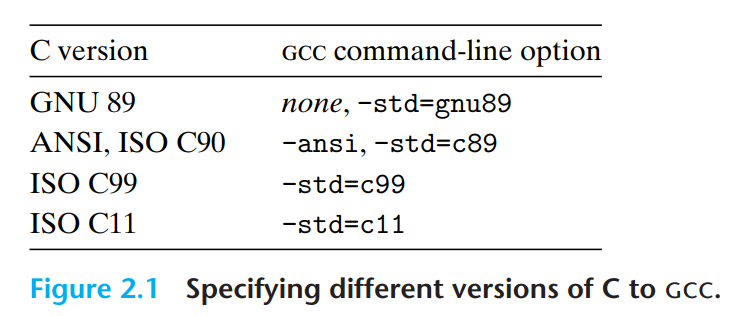 C version GCC command-line option
GNU 89 none, -std=gnu89
ANSI, ISO C90 -ansi, -std=c89
ISO C99 -std=c99
ISO C11 -std=c11
Figure 2.1 Specifying different versions of C to GCC.